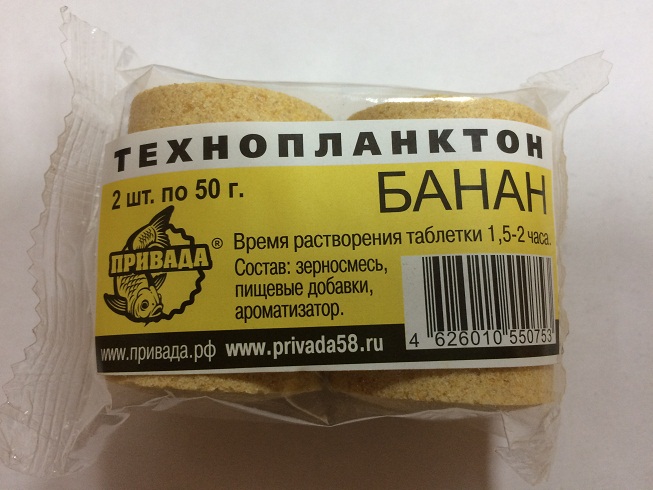 ТЕХНОПЛАНКТОН
2 шт. по 50 г.
БАНАН
ПРИВАДА®
Время растворения таблетки 1,5-2 часа.
Состав: зерносмесь,
пищевые добавки,
ароматизатор.
4 626010 550753
www.привада.рф www.privada58.ru